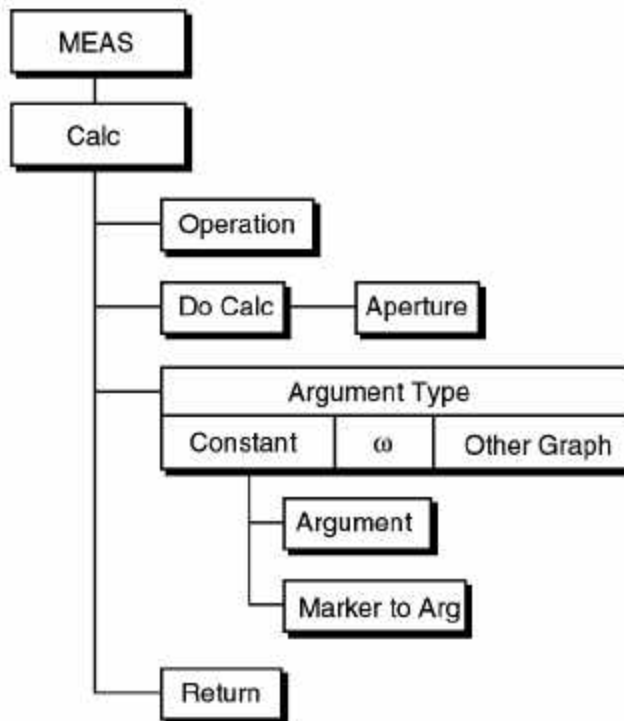 MEAS
Calc
Operation
Do Calc
Aperture
Argument Type
Constant
ω
Other Graph
Argument
Marker to Arg
Return